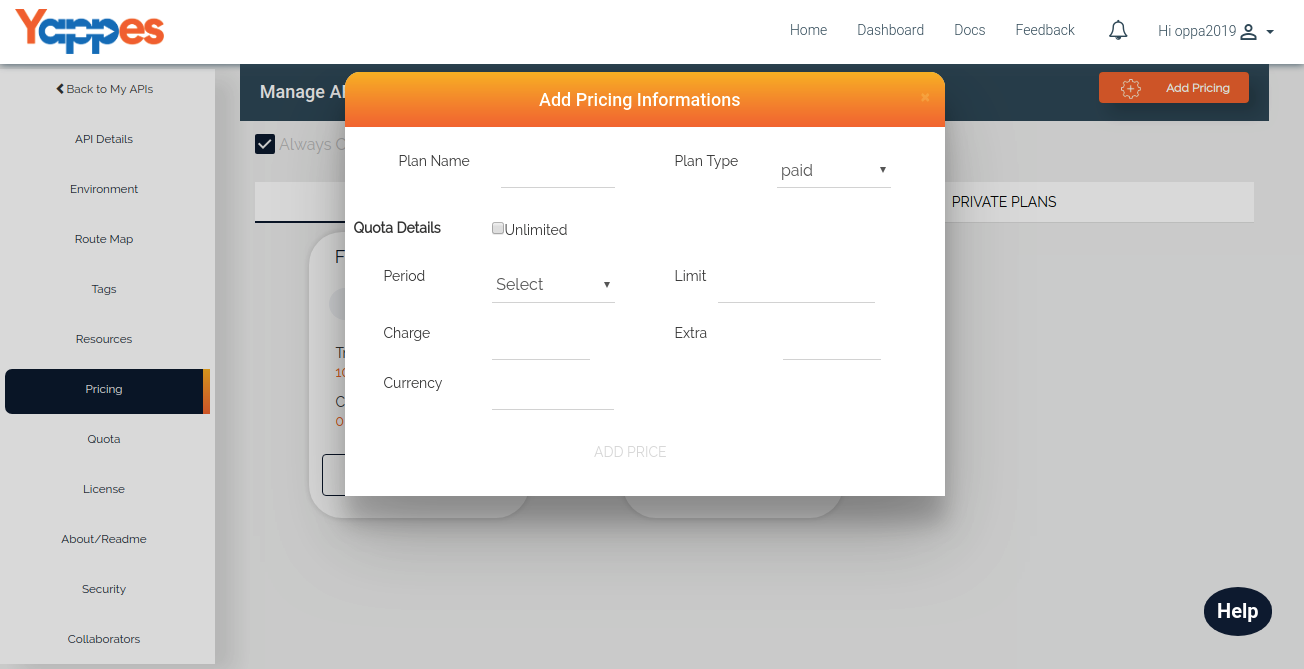 Yappes
Home Dashboard Docs Feedback Hi oppa2019
Back to My APIs
API Details
Environment
Route Map
Tags
Resources
Pricing
Quota
License
About/Readme
Security
Collaborators
Manage
Add Pricing
Always
PRIVATE PLANS
Add Pricing Informations
Plan Name
Plan Type paid
Quota Details Unlimited
Period Select Limit
Charge Extra
Currency
ADD PRICE
Help